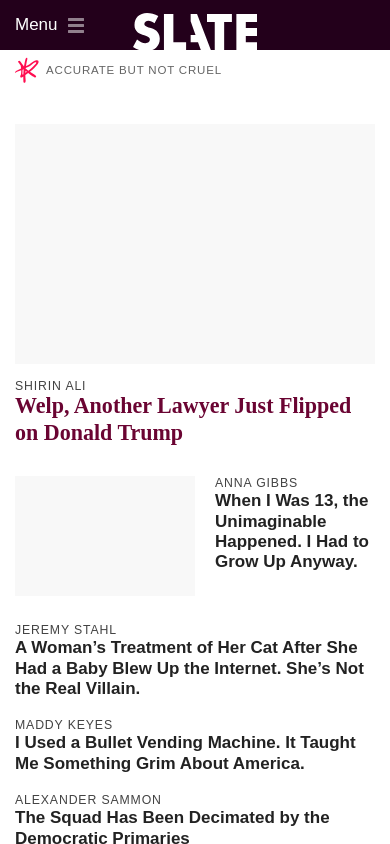 Menu
SLATE
ACCURATE BUT NOT CRUEL
SHIRIN ALI
Welp, Another Lawyer Just Flipped
on Donald Trump
ANNA GIBBS
When I Was 13, the
Unimaginable
Happened. I Had to
Grow Up Anyway.
JEREMY STAHL
A Woman’s Treatment of Her Cat After She
Had a Baby Blew Up the Internet. She’s Not
the Real Villain.
MADDY KEYES
I Used a Bullet Vending Machine. It Taught
Me Something Grim About America.
ALEXANDER SAMMON
The Squad Has Been Decimated by the
Democratic Primaries